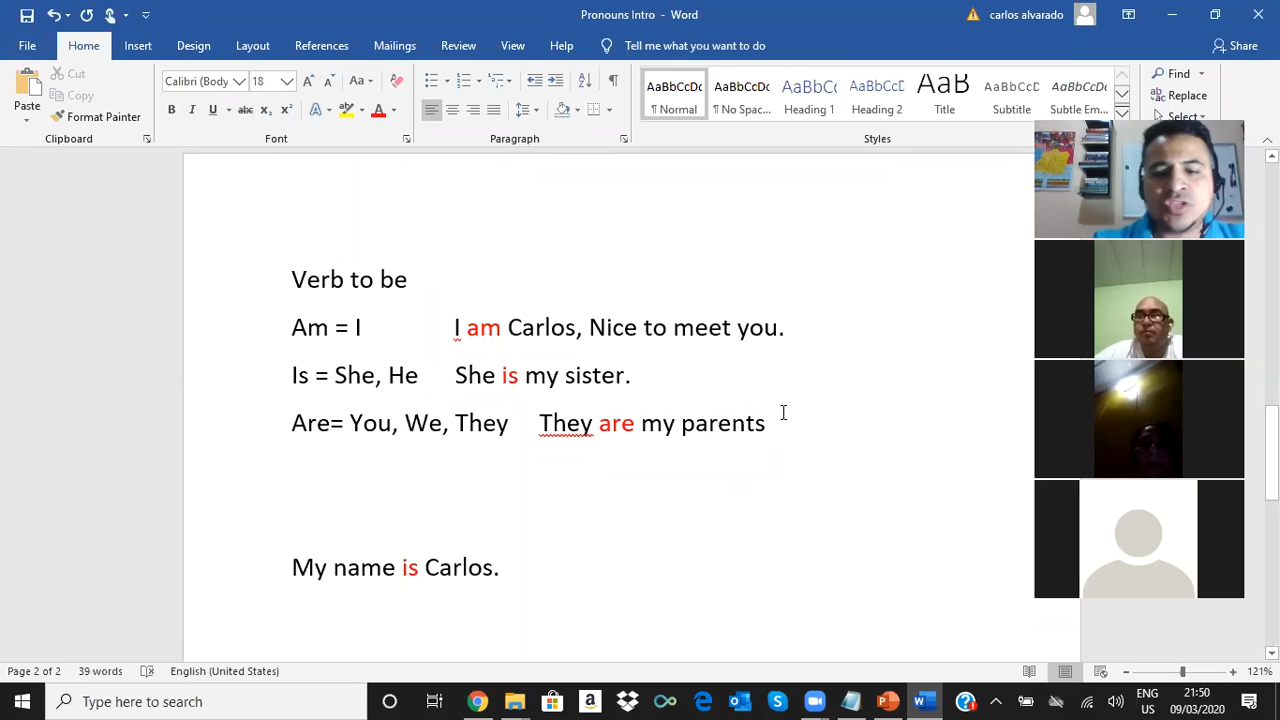 Pronouns Intro - Word
carlos alvarado
File Home Insert Design Layout References Mailings Review View Help Tell me what you want to do Share
Paste
Cut
Copy
Format Painter
Clipboard
Calibri (Body 18
Aa
B I U abc x₂ x²
A A
Font
Paragraph
AaBbCcDc ¶ Normal
AaBbCcDc ¶ No Spac...
AaBbCc Heading 1
AaBbCcD Heading 2
AaB Title
AaBbCcD Subtitle
AaBbCcDc Subtle Em...
Styles
Find
Replace
Select
Verb to be
Am = I I am Carlos, Nice to meet you.
Is = She, He She is my sister.
Are= You, We, They They are my parents
My name is Carlos.
Page 2 of 2 39 words English (United States) 121%
Type here to search
ENG
US
21:50
09/03/2020